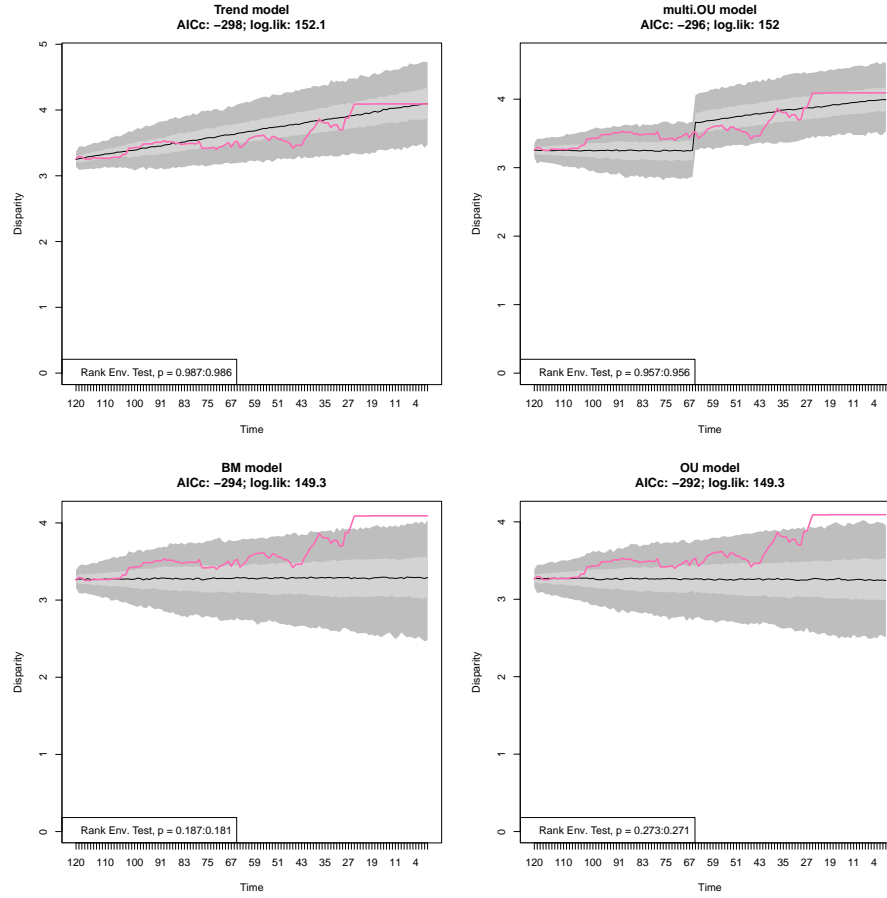 Trend model
AICc: −298; log.lik: 152.1
Disparity
5
4
3
2
1
0
Rank Env. Test, p = 0.987:0.986
120 110 100 91 83 75 67 59 51 43 35 27 19 11 4
Time
multi.OU model
AICc: −296; log.lik: 152
Disparity
4
3
2
1
0
Rank Env. Test, p = 0.957:0.956
120 110 100 91 83 75 67 59 51 43 35 27 19 11 4
Time
BM model
AICc: −294; log.lik: 149.3
Disparity
4
3
2
1
0
Rank Env. Test, p = 0.187:0.181
120 110 100 91 83 75 67 59 51 43 35 27 19 11 4
Time
OU model
AICc: −292; log.lik: 149.3
Disparity
4
3
2
1
0
Rank Env. Test, p = 0.273:0.271
120 110 100 91 83 75 67 59 51 43 35 27 19 11 4
Time